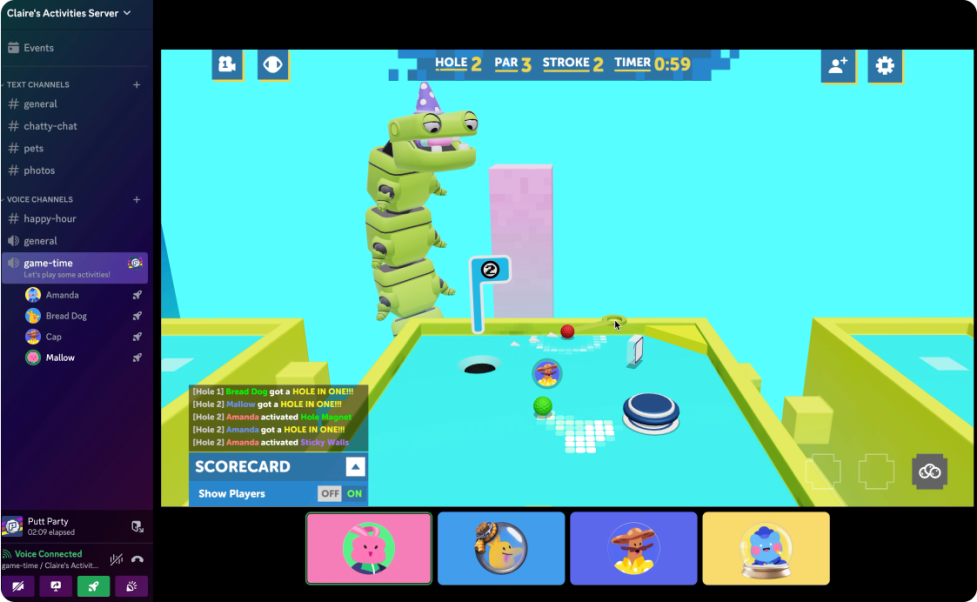 Claire's Activities Server
Events
TEXT CHANNELS
general
chatty-chat
pets
photos
VOICE CHANNELS
happy-hour
general
game-time
Let's play some activities!
Amanda
Bread Dog
Cap
Mallow
Putt Party
02:09 elapsed
Voice Connected
game-time / Claire's Activit...
1
HOLE 2 PAR 3 STROKE 2 TIMER 0:59
2
[Hole 1] Bread Dog got a HOLE IN ONE!!!
[Hole 2] Mallow got a HOLE IN ONE!!!
[Hole 2] Amanda activated Hole Magnet
[Hole 2] Amanda got a HOLE IN ONE!!!
[Hole 2] Amanda activated Sticky Walls
SCORECARD
Show Players OFF ON